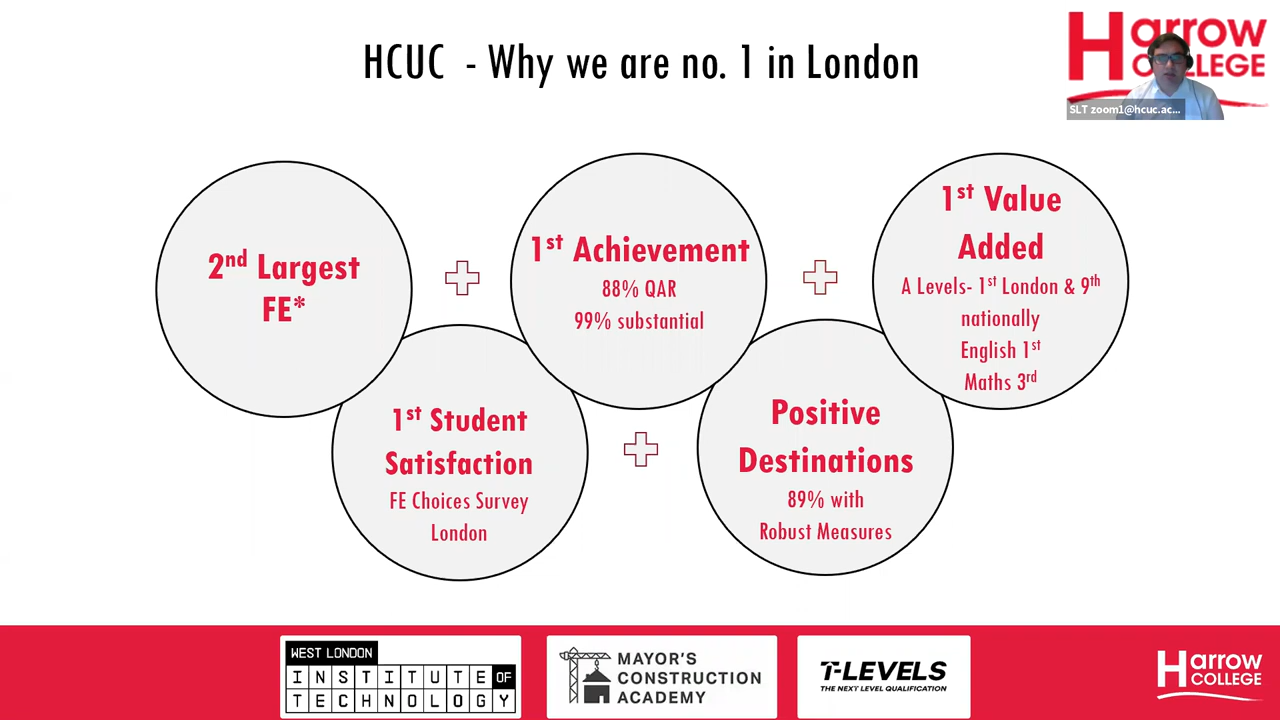 HCUC - Why we are no. 1 in London
Harrow
COLLEGE
SLT zoom1@hcuc.ac...
2nd Largest
FE*
1st Achievement
88% QAR
99% substantial
1st Value
Added
A Levels- 1st London & 9th
nationally
English 1st
Maths 3rd
1st Student
Satisfaction
FE Choices Survey
London
Positive
Destinations
89% with
Robust Measures
WEST LONDON
INSTITUTE OF
TECHNOLOGY
MAYOR'S
CONSTRUCTION
ACADEMY
T-LEVELS
THE NEXT LEVEL QUALIFICATION
Harrow
COLLEGE